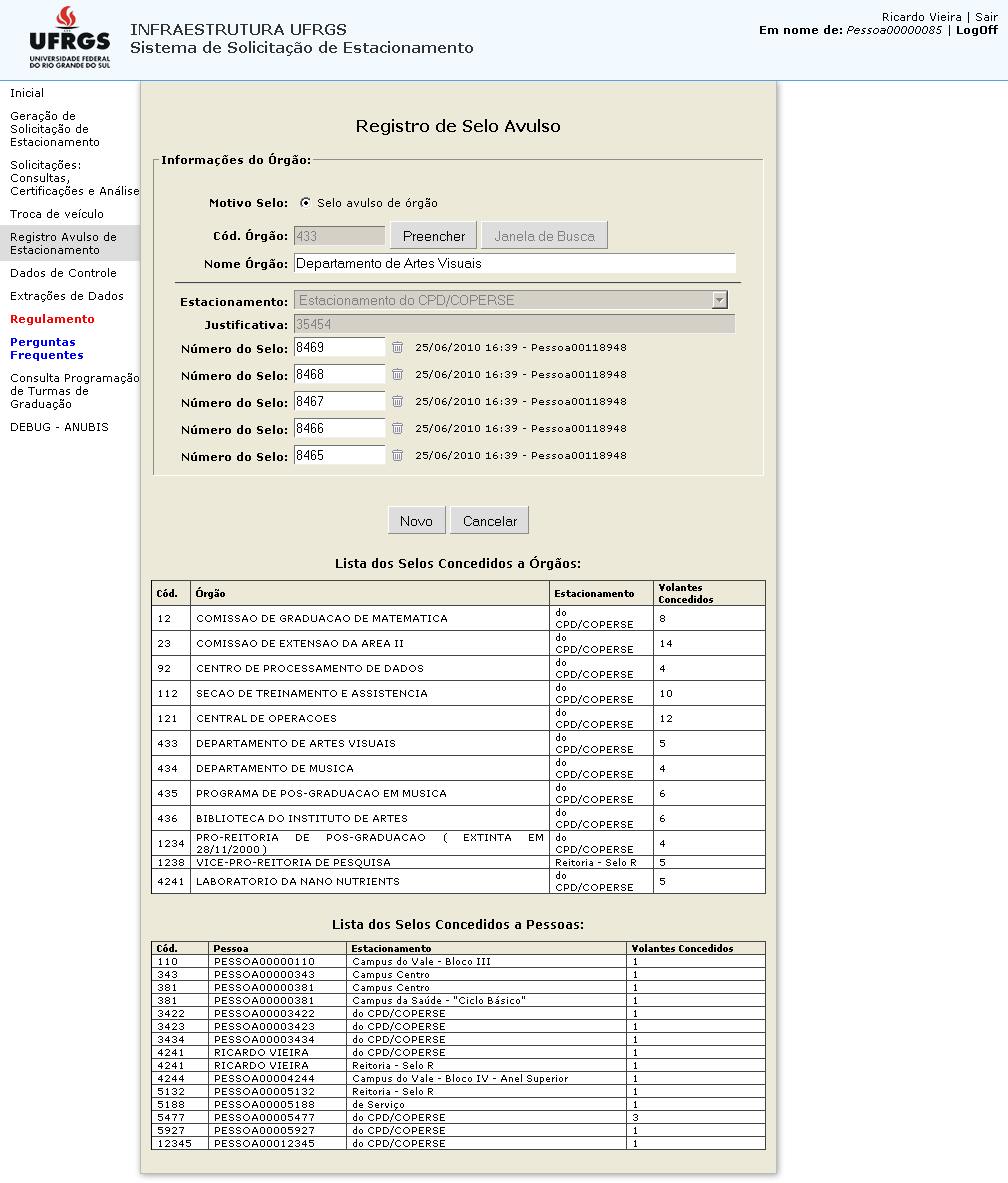 UFRGS
UNIVERSIDADE FEDERAL
DO RIO GRANDE DO SUL
INFRAESTRUTURA UFRGS
Sistema de Solicitação de Estacionamento
Ricardo Vieira | Sair
Em nome de: Pessoa00000085 | LogOff
Inicial
Geração de
Solicitação de
Estacionamento
Solicitações:
Consultas,
Certificações e Análise
Troca de veículo
Registro Avulso de
Estacionamento
Dados de Controle
Extrações de Dados
Regulamento
Perguntas
Frequentes
Consulta Programação
de Turmas de
Graduação
DEBUG - ANUBIS
Registro de Selo Avulso
Informações do Órgão:
Motivo Selo: Selo avulso de órgão
Cód. Órgão: 433 Preencher Janela de Busca
Nome Órgão: Departamento de Artes Visuais
Estacionamento: Estacionamento do CPD/COPERSE
Justificativa: 35454
Número do Selo: 8469 25/06/2010 16:39 - Pessoa00118948
Número do Selo: 8468 25/06/2010 16:39 - Pessoa00118948
Número do Selo: 8467 25/06/2010 16:39 - Pessoa00118948
Número do Selo: 8466 25/06/2010 16:39 - Pessoa00118948
Número do Selo: 8465 25/06/2010 16:39 - Pessoa00118948
Novo Cancelar
Lista dos Selos Concedidos a Órgãos:
Cód. Órgão Estacionamento Volantes
Concedidos
12 COMISSAO DE GRADUACAO DE MATEMATICA do
CPD/COPERSE 8
23 COMISSAO DE EXTENSAO DA AREA II do
CPD/COPERSE 14
92 CENTRO DE PROCESSAMENTO DE DADOS do
CPD/COPERSE 4
112 SECAO DE TREINAMENTO E ASSISTENCIA do
CPD/COPERSE 10
121 CENTRAL DE OPERACOES do
CPD/COPERSE 12
433 DEPARTAMENTO DE ARTES VISUAIS do
CPD/COPERSE 5
434 DEPARTAMENTO DE MUSICA do
CPD/COPERSE 4
435 PROGRAMA DE POS-GRADUACAO EM MUSICA do
CPD/COPERSE 6
436 BIBLIOTECA DO INSTITUTO DE ARTES do
CPD/COPERSE 6
1234 PRO-REITORIA DE POS-GRADUACAO ( EXTINTA EM do
28/11/2000 ) CPD/COPERSE 4
1238 VICE-PRO-REITORIA DE PESQUISA Reitoria - Selo R 5
4241 LABORATORIO DA NANO NUTRIENTS do
CPD/COPERSE 5
Lista dos Selos Concedidos a Pessoas:
Cód. Pessoa Estacionamento Volantes Concedidos
110 PESSOA00000110 Campus do Vale - Bloco III 1
343 PESSOA00000343 Campus Centro 1
381 PESSOA00000381 Campus Centro 1
381 PESSOA00000381 Campus da Saúde - "Ciclo Básico" 1
3422 PESSOA00003422 do CPD/COPERSE 1
3423 PESSOA00003423 do CPD/COPERSE 1
3434 PESSOA00003434 do CPD/COPERSE 1
4241 RICARDO VIEIRA do CPD/COPERSE 1
4241 RICARDO VIEIRA Reitoria - Selo R 1
4244 PESSOA00004244 Campus do Vale - Bloco IV - Anel Superior 1
5132 PESSOA00005132 Reitoria - Selo R 1
5188 PESSOA00005188 de Serviço 1
5477 PESSOA00005477 do CPD/COPERSE 3
5927 PESSOA00005927 do CPD/COPERSE 1
12345 PESSOA00012345 do CPD/COPERSE 1